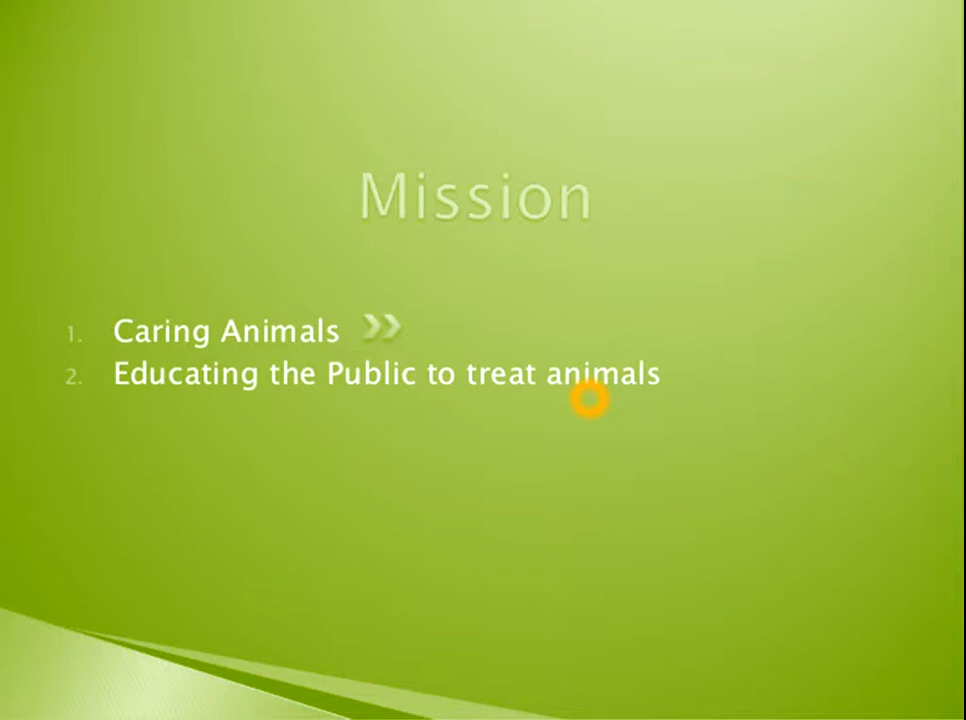 Mission
1. Caring Animals
2. Educating the Public to treat animals